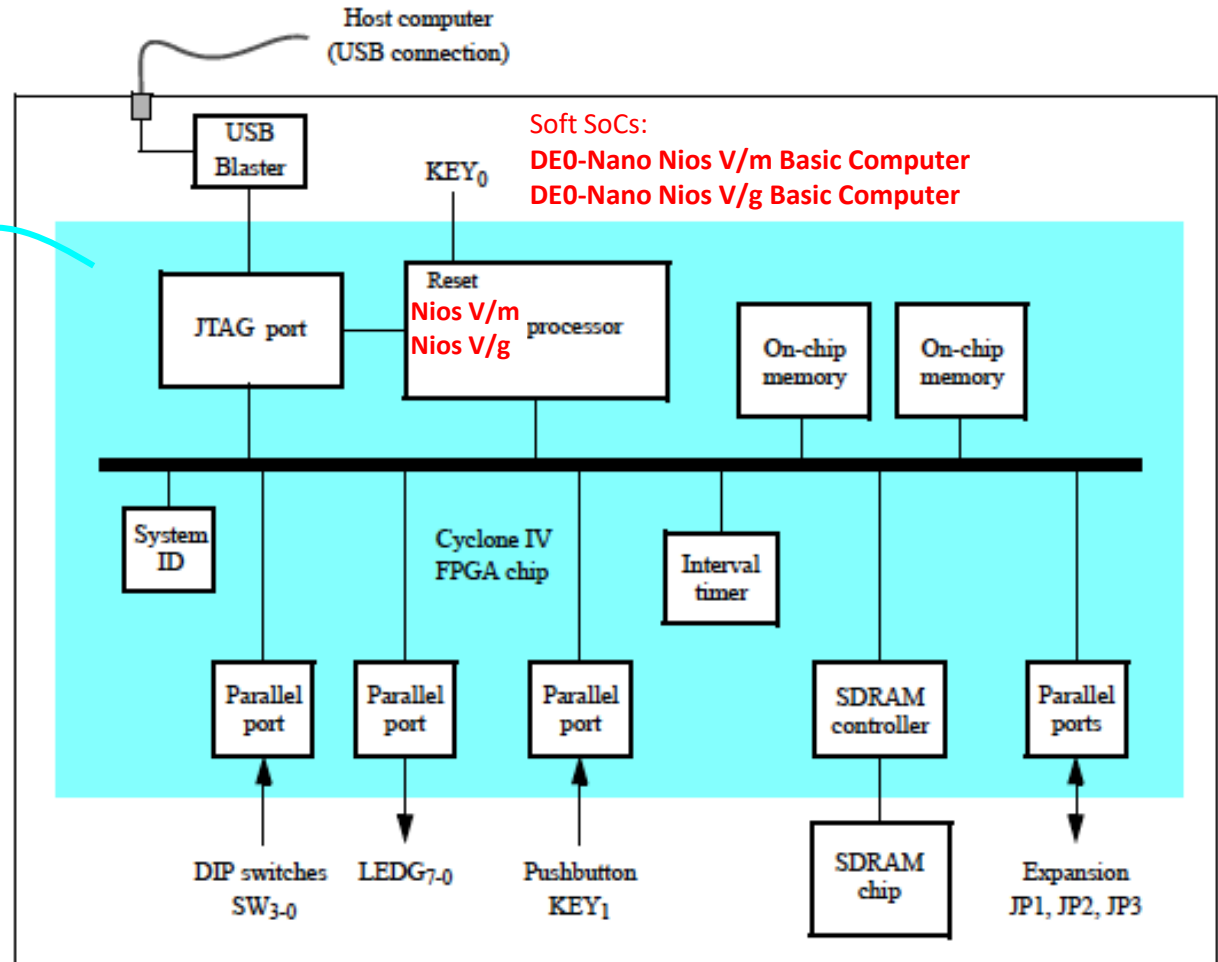 Host computer
(USB connection)
USB
Blaster
KEY0
Soft SoCs:
DE0-Nano Nios V/m Basic Computer
DE0-Nano Nios V/g Basic Computer
JTAG port
Reset
Nios V/m
Nios V/g
processor
On-chip
memory
On-chip
memory
System
ID
Cyclone IV
FPGA chip
Interval
timer
Parallel
port
Parallel
port
Parallel
port
SDRAM
controller
Parallel
ports
DIP switches
SW3-0
LEDG7-0
Pushbutton
KEY1
SDRAM
chip
Expansion
JP1, JP2, JP3